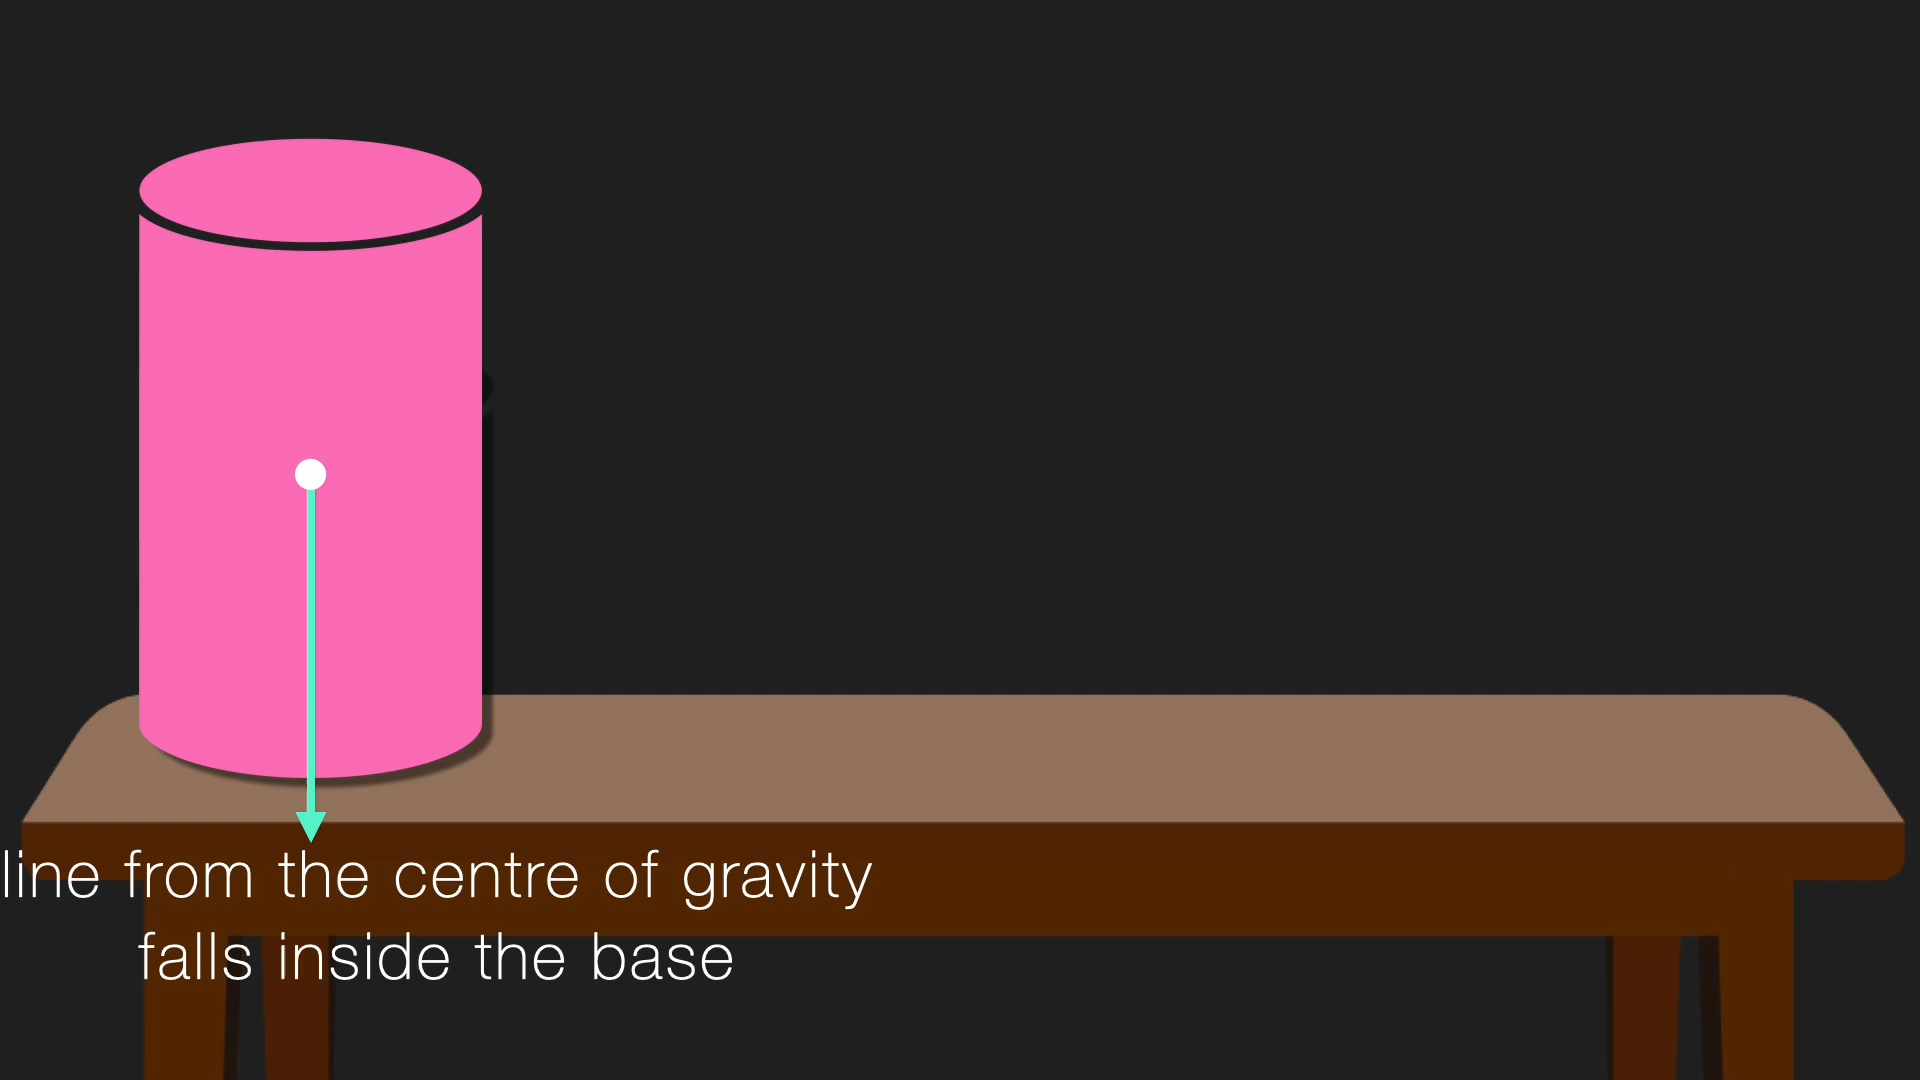 line from the centre of gravity
falls inside the base